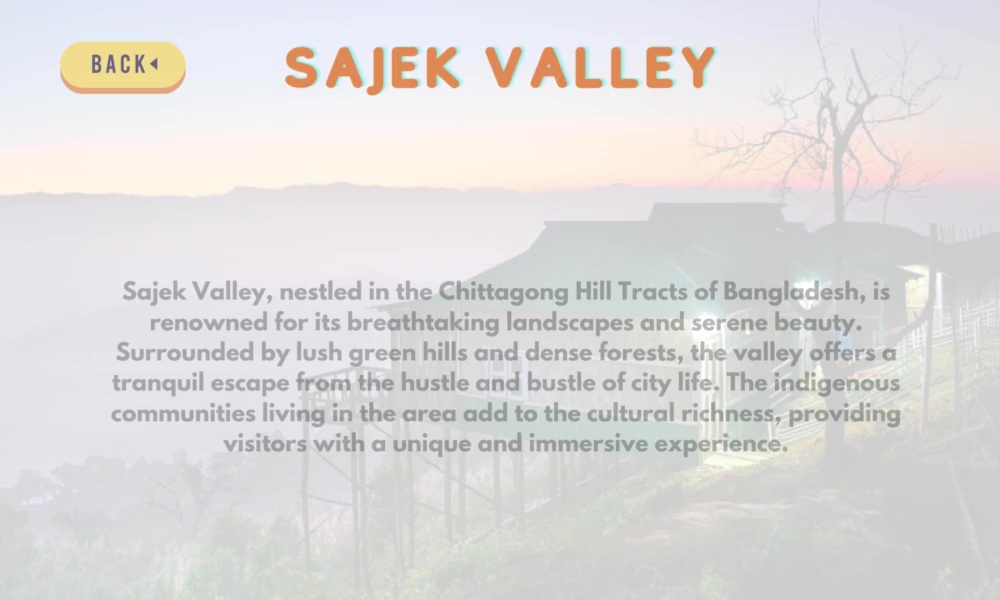 BACK
SAJEK VALLEY
Sajek Valley, nestled in the Chittagong Hill Tracts of Bangladesh, is
renowned for its breathtaking landscapes and serene beauty.
Surrounded by lush green hills and dense forests, the valley offers a
tranquil escape from the hustle and bustle of city life. The indigenous
communities living in the area add to the cultural richness, providing
visitors with a unique and immersive experience.